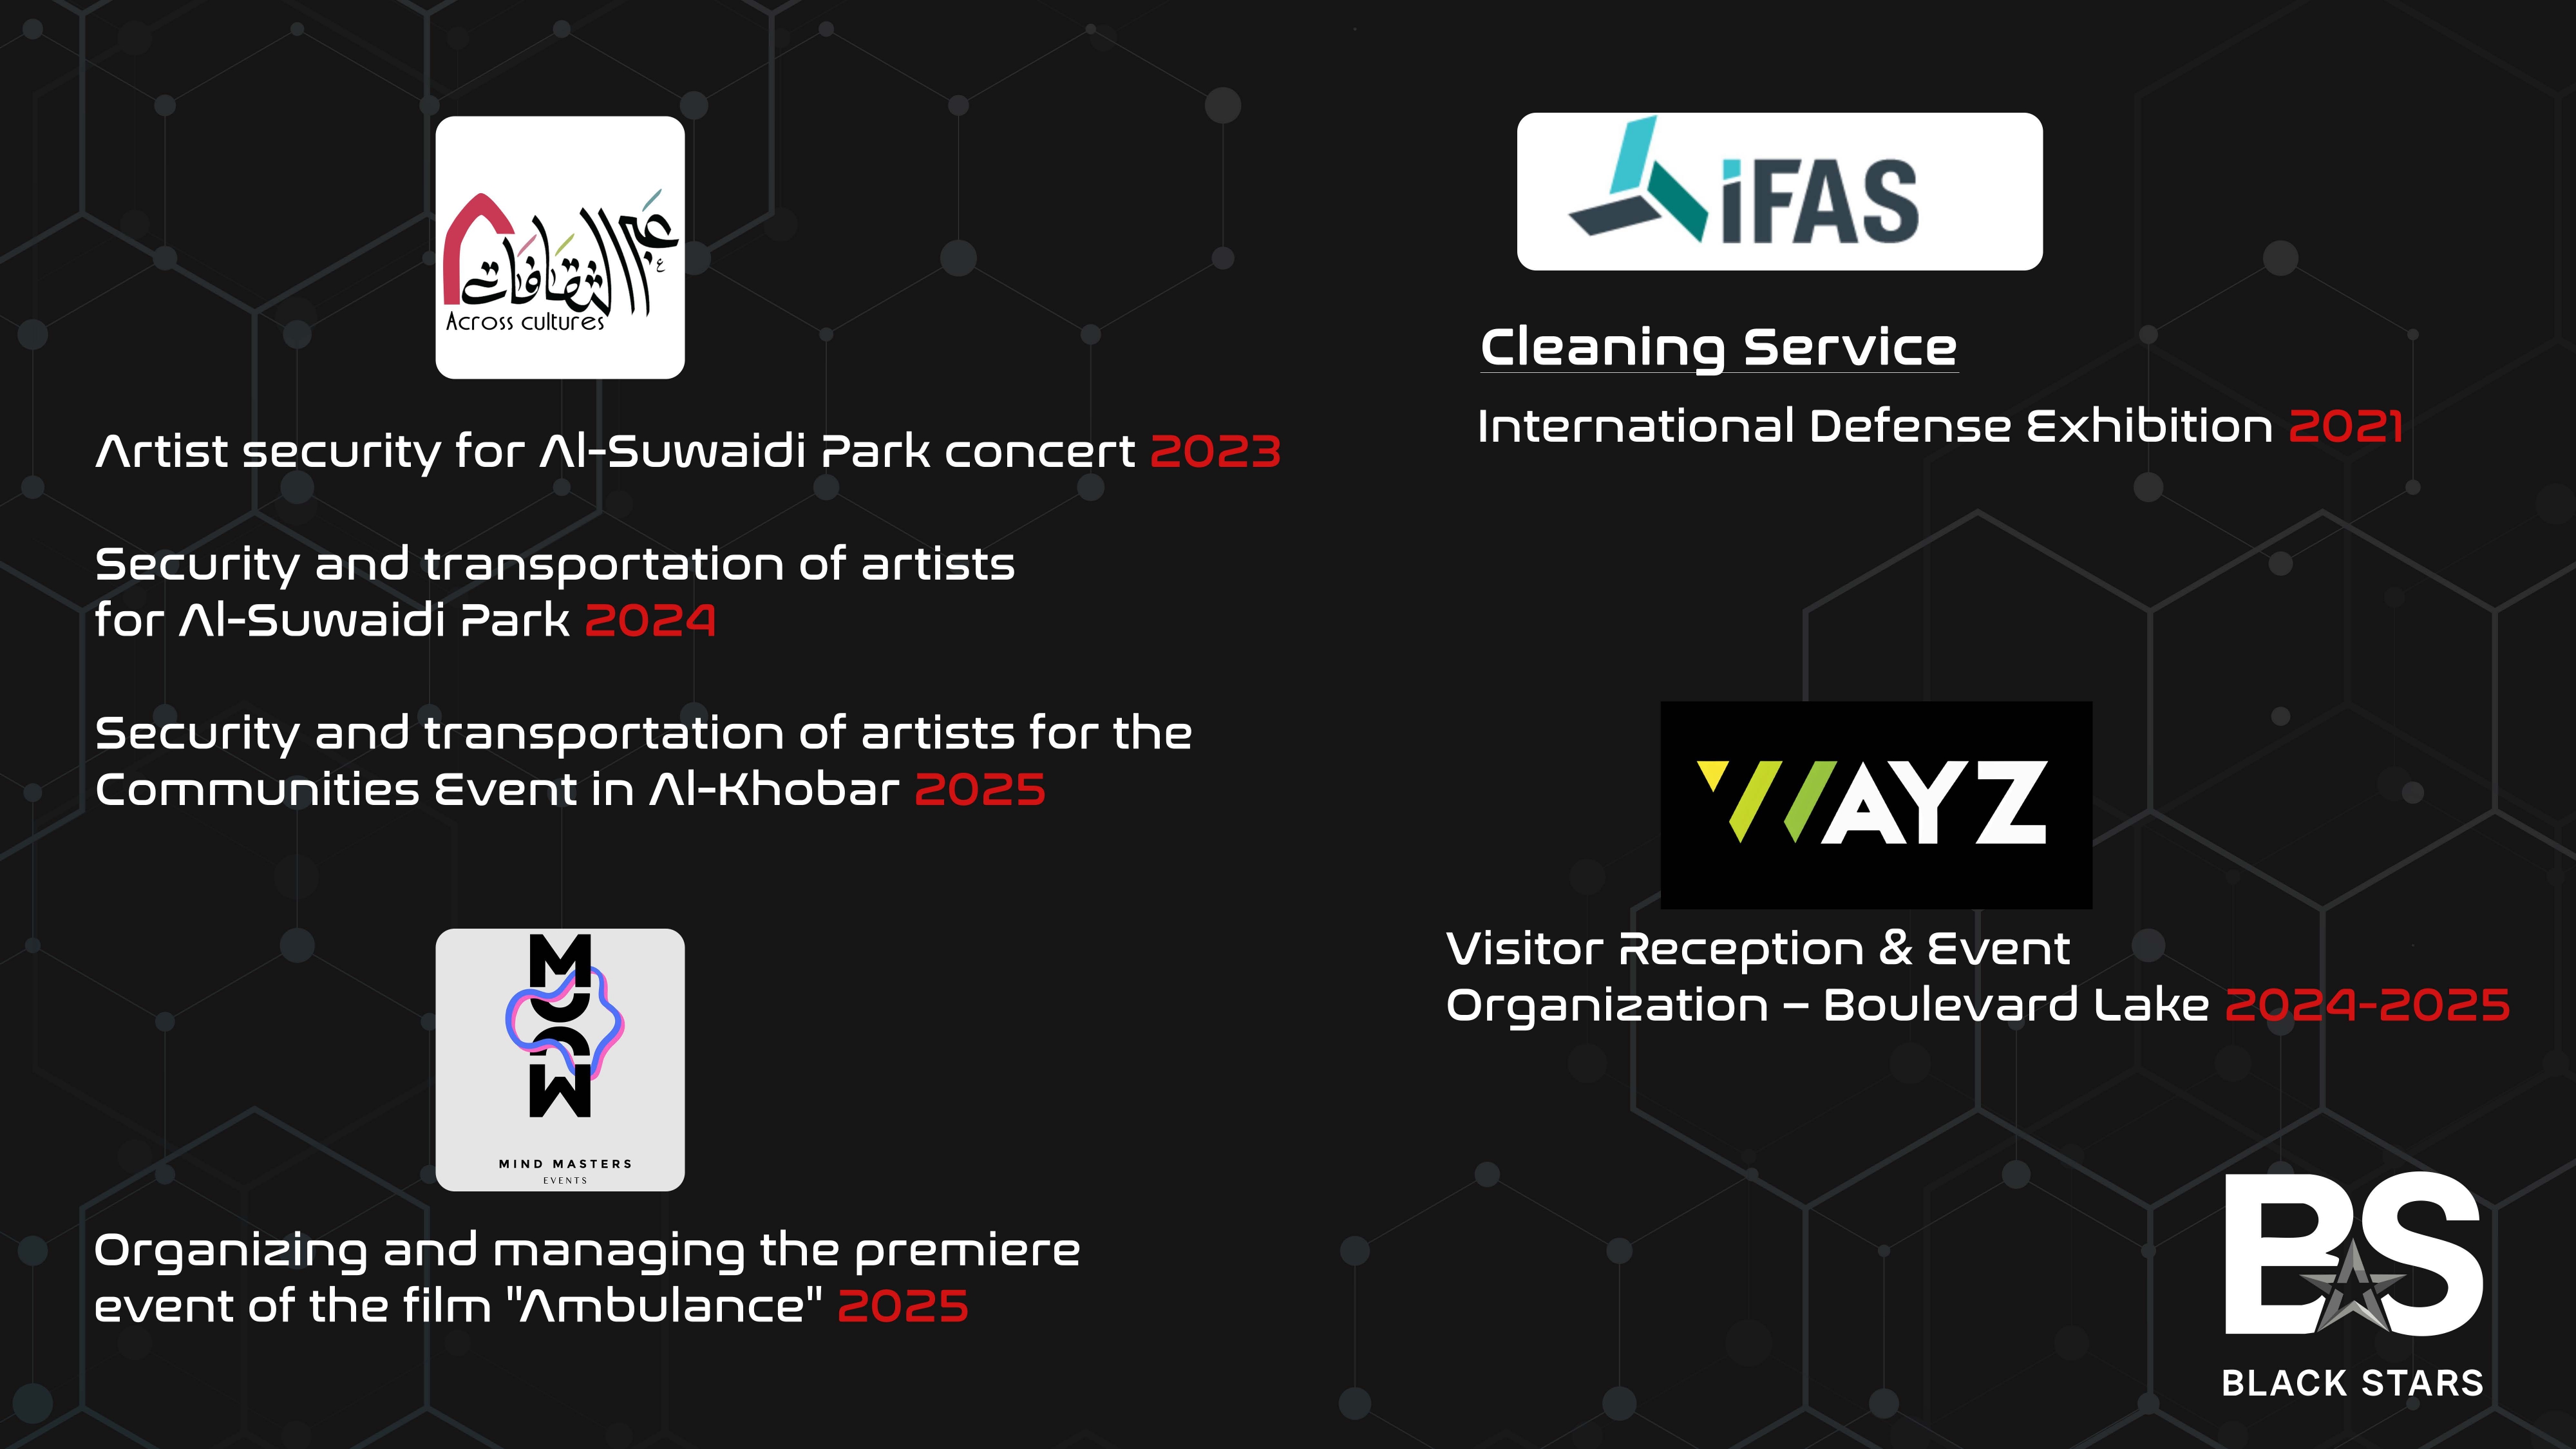 عبر الثقافات
Across cultures
Artist security for Al-Suwaidi Park concert 2023
Security and transportation of artists
for Al-Suwaidi Park 2024
Security and transportation of artists for the
Communities Event in Al-Khobar 2025
MIND MASTERS
EVENTS
Organizing and managing the premiere
event of the film "Ambulance" 2025
iFAS
Cleaning Service
International Defense Exhibition 2021
WAYZ
Visitor Reception & Event
Organization – Boulevard Lake 2024-2025
BS
BLACK STARS